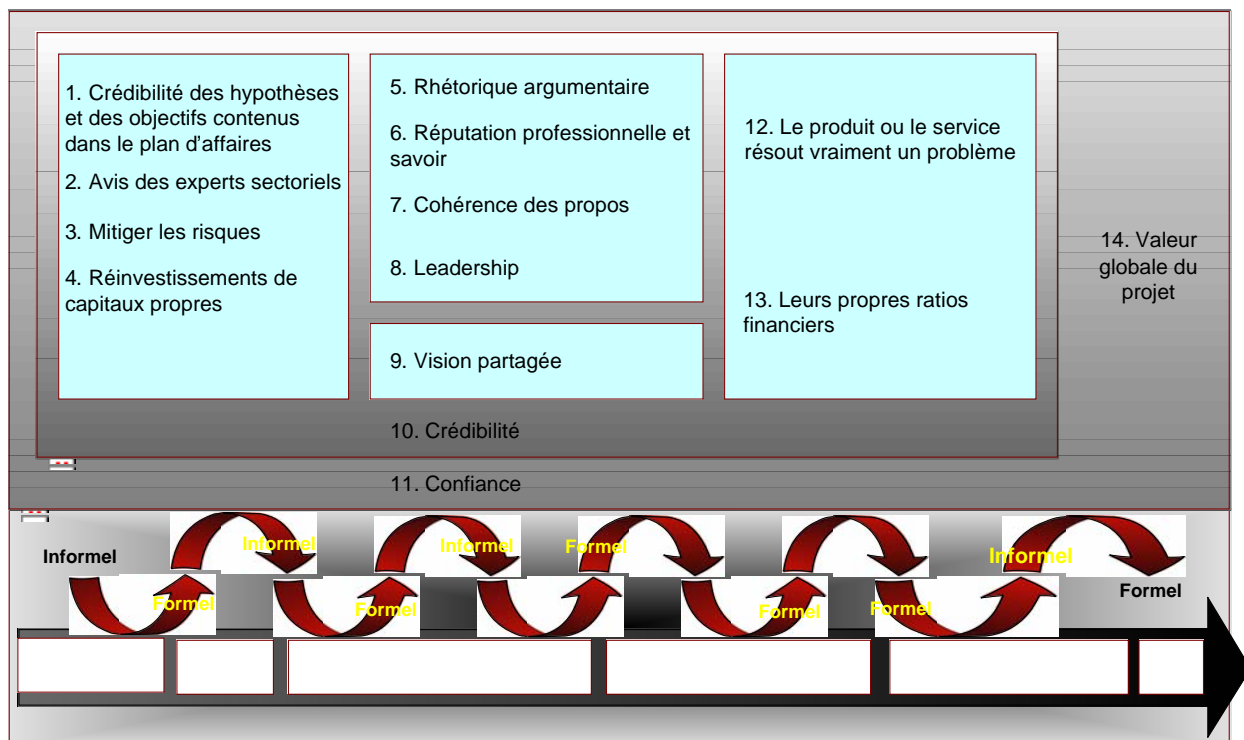 1. Crédibilité des hypothèses
et des objectifs contenus
dans le plan d'affaires
2. Avis des experts sectoriels
3. Mitiger les risques
4. Réinvestissements de
capitaux propres
5. Rhétorique argumentaire
6. Réputation professionnelle et
savoir
7. Cohérence des propos
8. Leadership
9. Vision partagée
10. Crédibilité
11. Confiance
12. Le produit ou le service
résout vraiment un problème
13. Leurs propres ratios
financiers
14. Valeur
globale du
projet
Informel
Formel
Informel
Formel
Informel
Formel
Formel
Formel
Informel
Formel